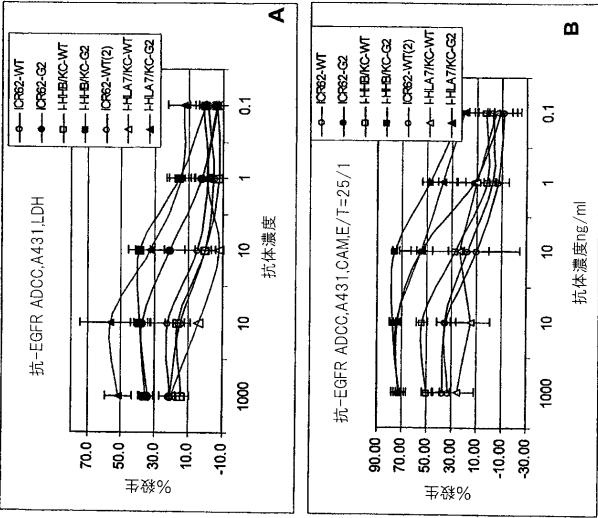 A
抗-EGFR ADCC,A431,LDH
ICR62-WT
ICR62-G2
I-HHB/KC-WT
I-HHB/KC-G2
ICR62-WT(2)
I-HLA7/KC-WT
I-HLA7/KC-G2
%殺生
70.0
50.0
30.0
10.0
-10.0
1000
10
10
1
0.1
抗体濃度
B
抗-EGFR ADCC,A431,CAM,E/T=25/1
ICR62-WT
ICR62-G2
I-HHB/KC-WT
I-HHB/KC-G2
ICR62-WT(2)
I-HLA7/KC-WT
I-HLA7/KC-G2
%殺生
90.00
70.00
50.00
30.00
10.00
-10.00
-30.00
1000
10
10
1
0.1
抗体濃度ng/ml